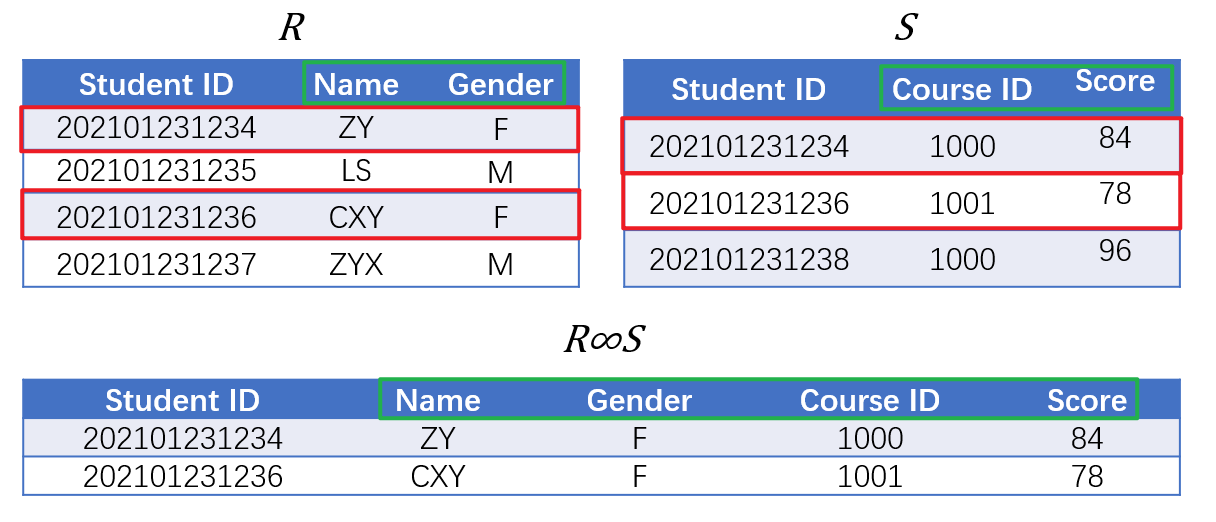 R
S
Student ID Name Gender
202101231234 ZY F
202101231235 LS M
202101231236 CXY F
202101231237 ZYX M
Student ID Course ID Score
202101231234 1000 84
202101231236 1001 78
202101231238 1000 96
R∞S
Student ID Name Gender Course ID Score
202101231234 ZY F 1000 84
202101231236 CXY F 1001 78